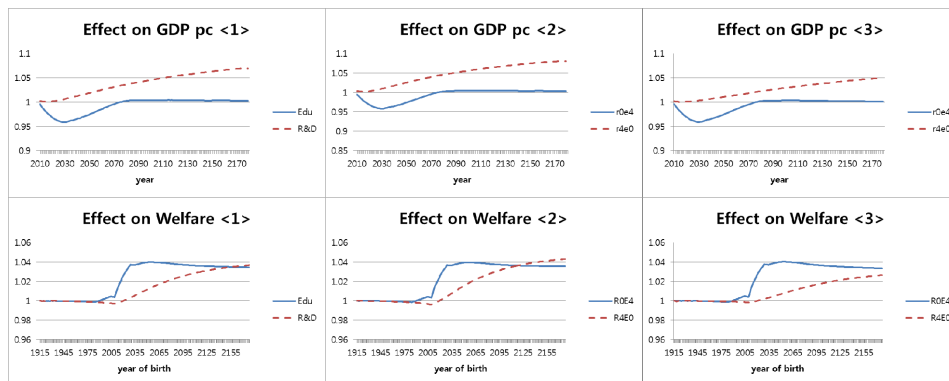 Effect on GDP pc <1>
1.1
1.05
1
0.95
0.9
2010 2030 2050 2070 2090 2110 2130 2150 2170
year
Edu
R&D
Effect on GDP pc <2>
1.1
1.05
1
0.95
0.9
0.85
2010 2030 2050 2070 2090 2110 2130 2150 2170
year
r0e4
r4e0
Effect on GDP pc <3>
1.1
1.05
1
0.95
0.9
2010 2030 2050 2070 2090 2110 2130 2150 2170
year
r0e4
r4e0
Effect on Welfare <1>
1.06
1.04
1.02
1
0.98
0.96
1915 1945 1975 2005 2035 2065 2095 2125 2155
year of birth
Edu
R&D
Effect on Welfare <2>
1.06
1.04
1.02
1
0.98
0.96
1915 1945 1975 2005 2035 2065 2095 2125 2155
year of birth
R0E4
R4E0
Effect on Welfare <3>
1.06
1.04
1.02
1
0.98
0.96
1915 1945 1975 2005 2035 2065 2095 2125 2155
year of birth
R0E4
R4E0